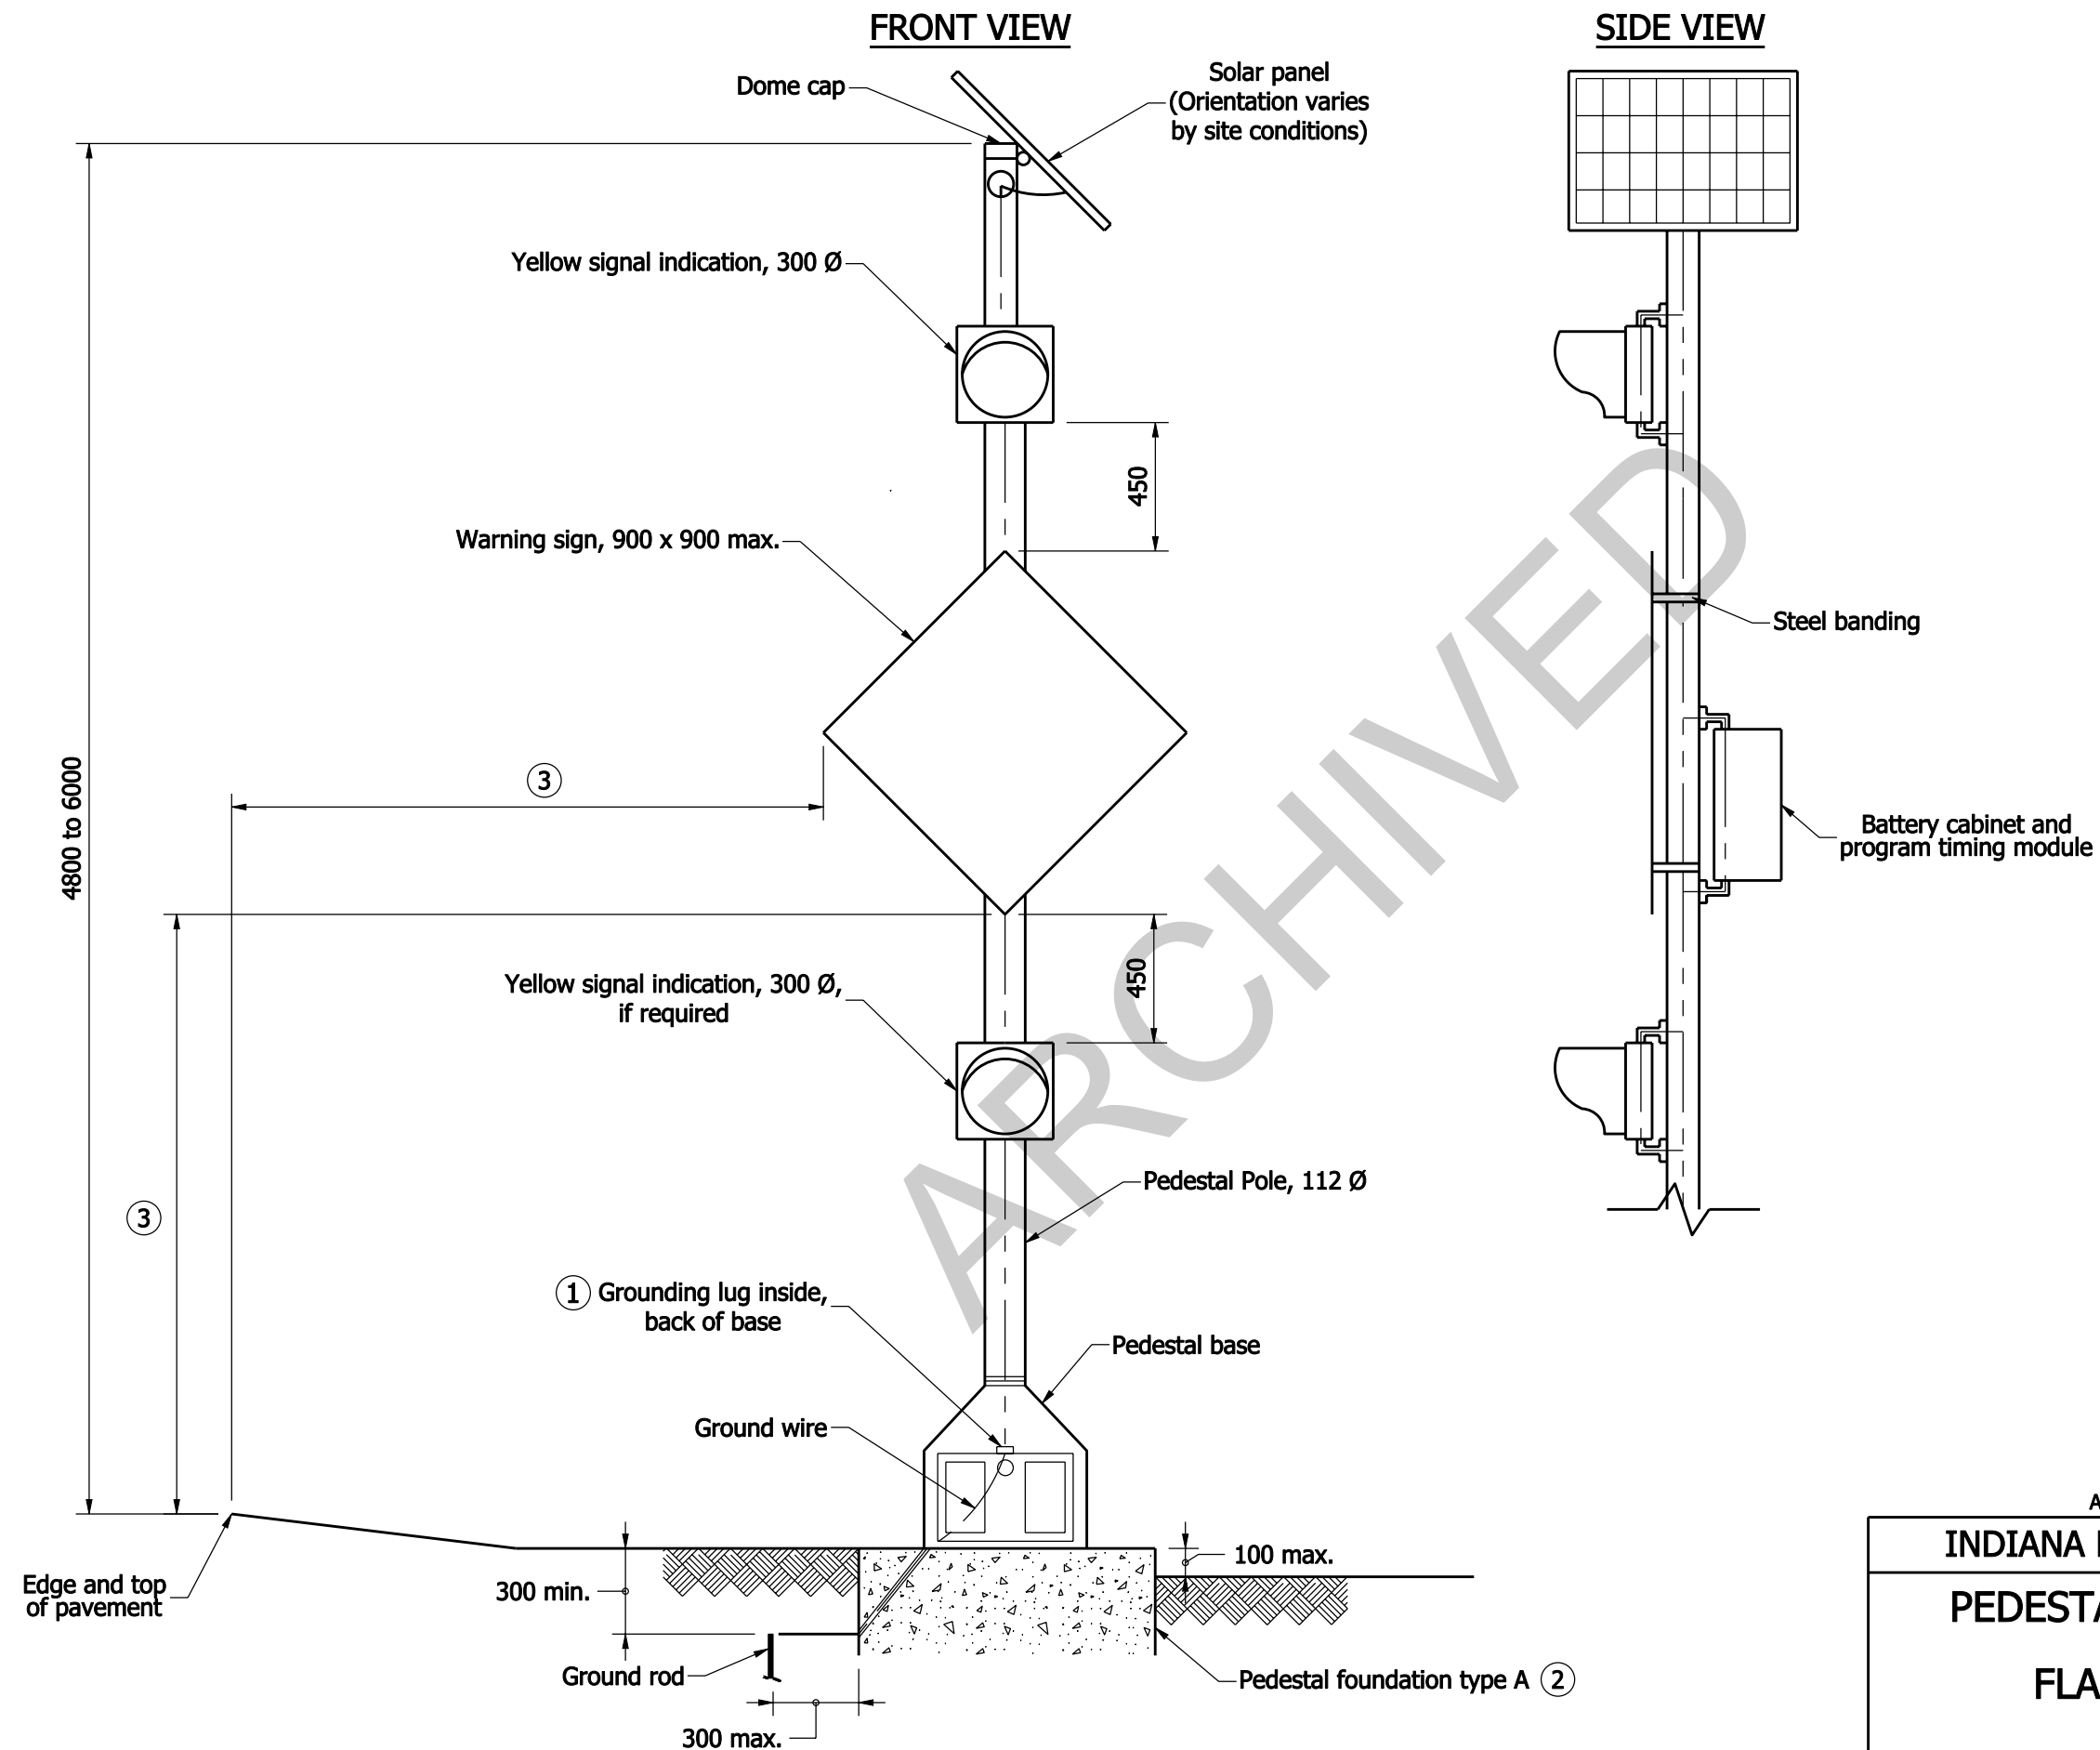 FRONT VIEW
SIDE VIEW
Dome cap
Solar panel
(Orientation varies
by site conditions)
Yellow signal indication, 300 Ø
450
Warning sign, 900 x 900 max.
Steel banding
4800 to 6000
3
Battery cabinet and
program timing module
450
Yellow signal indication, 300 Ø,
if required
ARCHIVED
Pedestal Pole, 112 Ø
3
1 Grounding lug inside,
back of base
Pedestal base
Ground wire
Edge and top
of pavement
300 min.
100 max.
Ground rod
Pedestal foundation type A 2
300 max.
A
INDIANA
PEDESTA
FLA